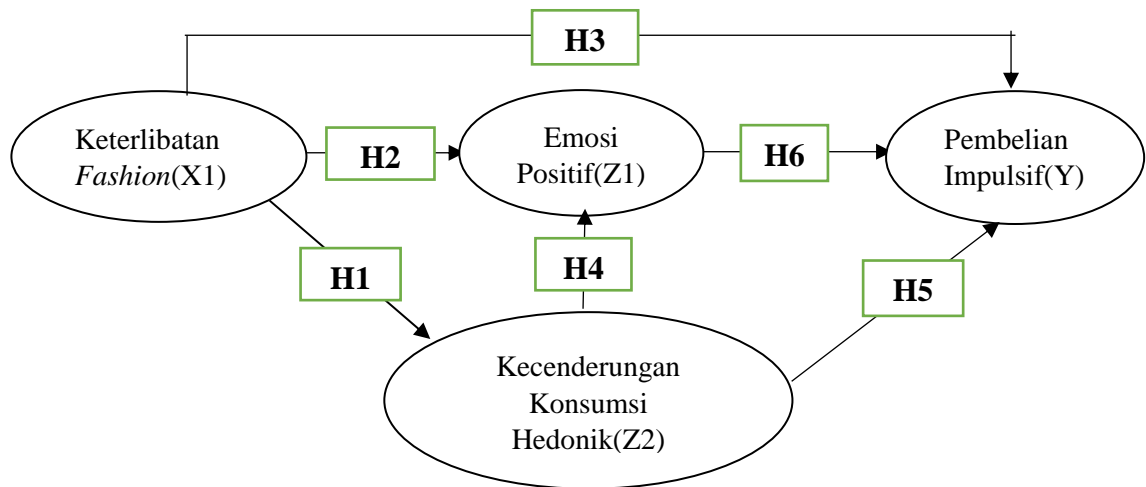 H3
Keterlibatan
Fashion(X1)
H2
Emosi
Positif(Z1)
H6
Pembelian
Impulsif(Y)
H1
H4
H5
Kecenderungan
Konsumsi
Hedonik(Z2)